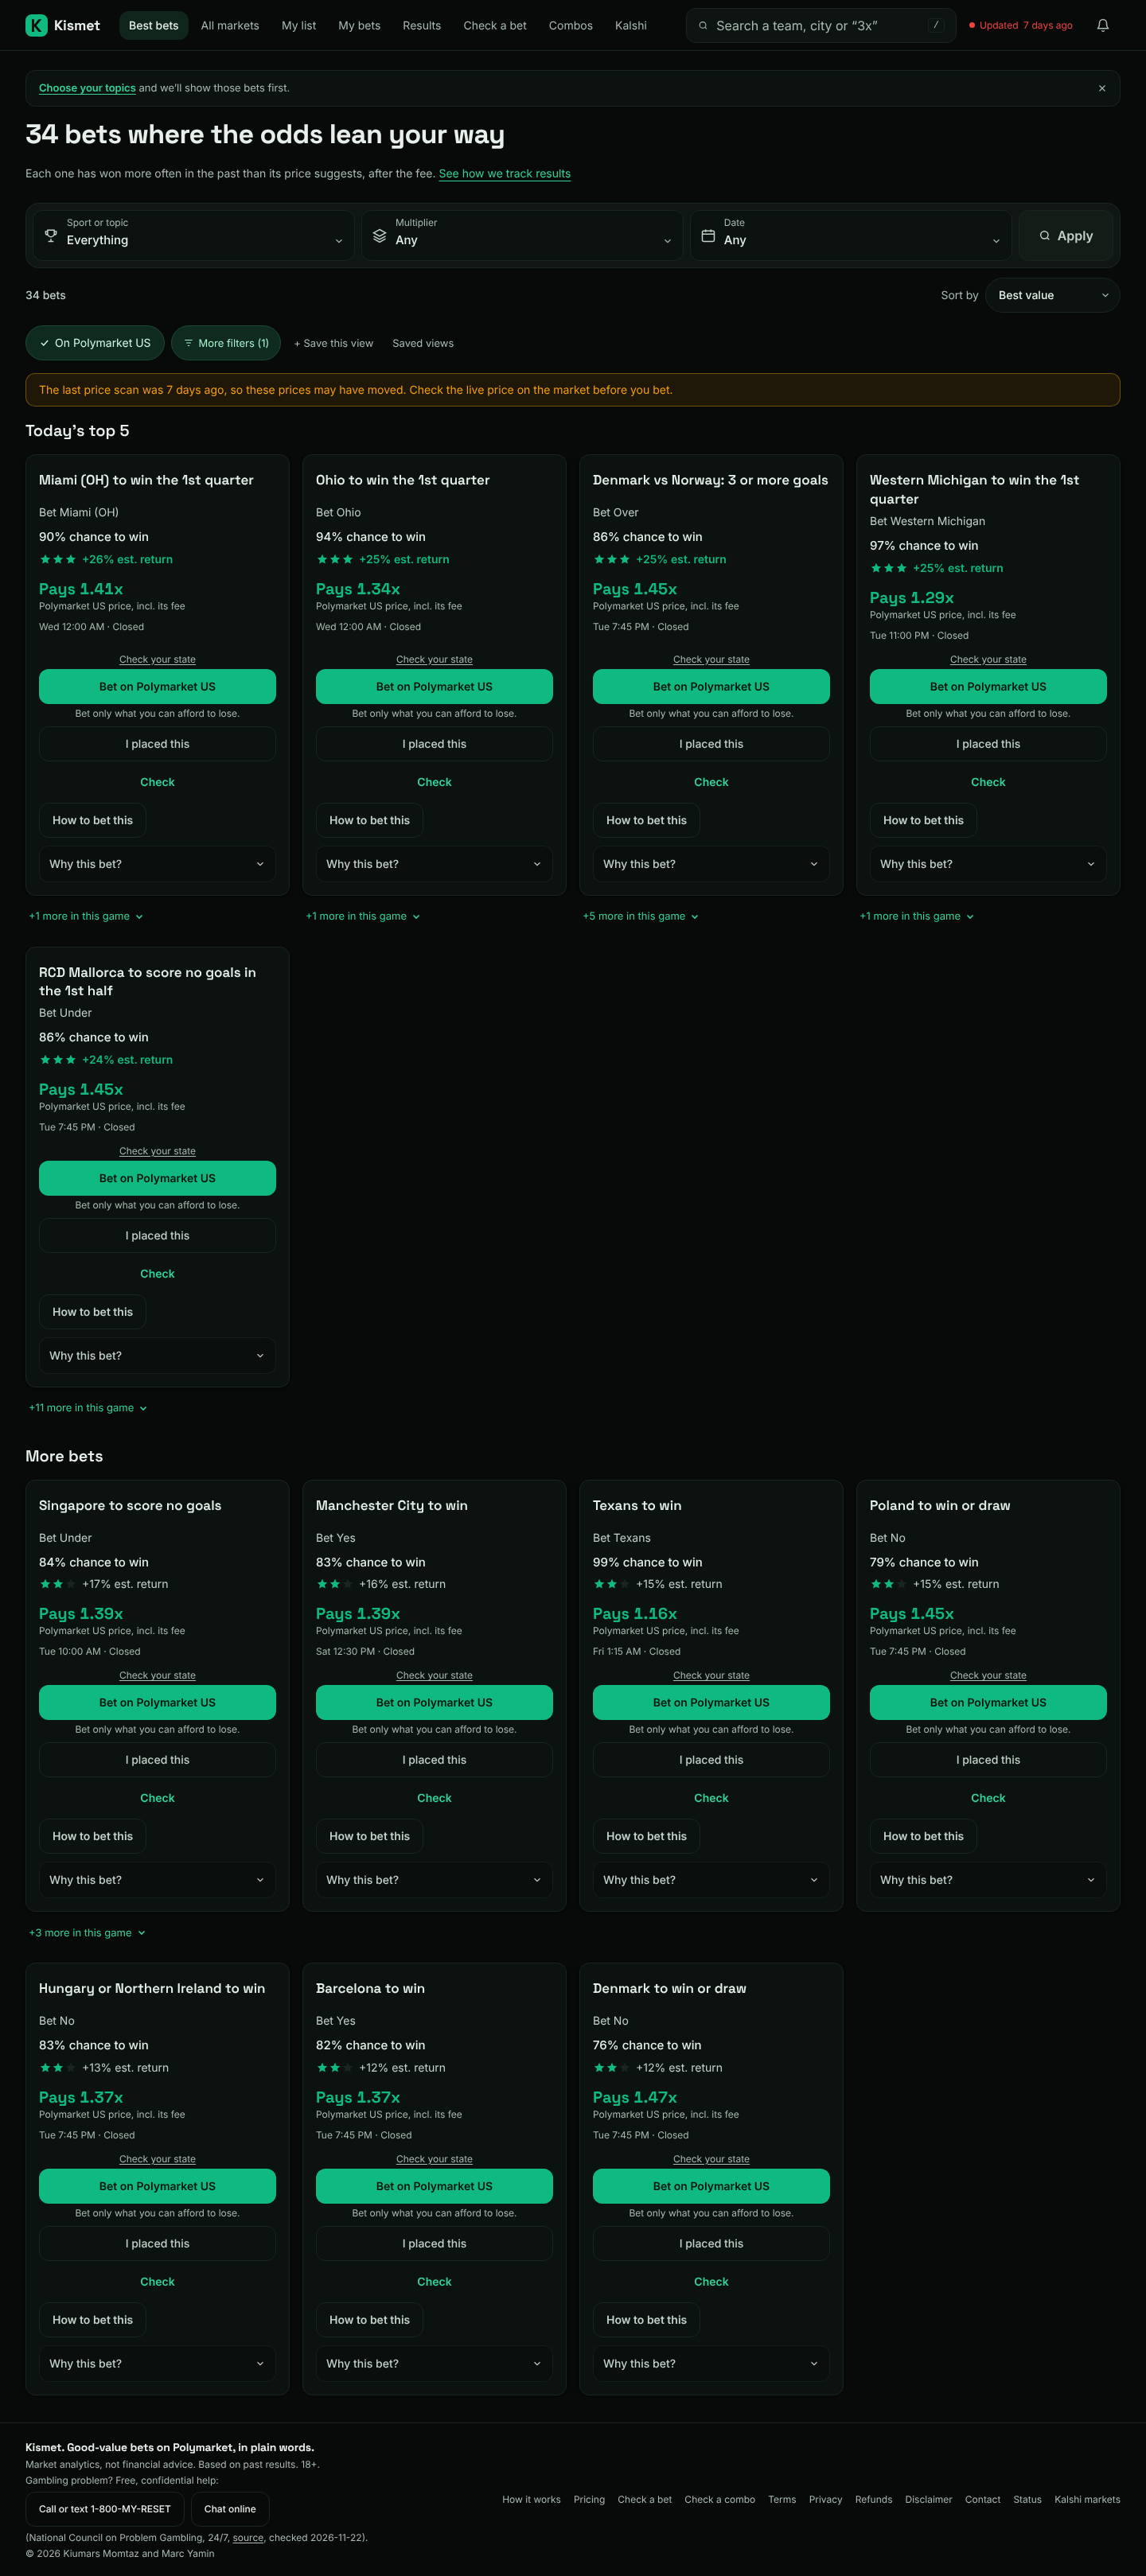 K Kismet Best bets All markets My list My bets Results Check a bet Combos Kalshi Search a team, city or “3x” / Updated 7 days ago
Choose your topics and we'll show those bets first. ×
34 bets where the odds lean your way
Each one has won more often in the past than its price suggests, after the fee. See how we track results
Sport or topic Multiplier Date
Everything Any Any Apply
34 bets Sort by Best value
On Polymarket US More filters (1) + Save this view Saved views
The last price scan was 7 days ago, so these prices may have moved. Check the live price on the market before you bet.
Today's top 5
Miami (OH) to win the 1st quarter
Bet Miami (OH)
90% chance to win
+26% est. return
Pays 1.41x
Polymarket US price, incl. its fee
Wed 12:00 AM · Closed
Check your state
Bet on Polymarket US
Bet only what you can afford to lose.
I placed this
Check
How to bet this
Why this bet?
+1 more in this game
Ohio to win the 1st quarter
Bet Ohio
94% chance to win
+25% est. return
Pays 1.34x
Polymarket US price, incl. its fee
Wed 12:00 AM · Closed
Check your state
Bet on Polymarket US
Bet only what you can afford to lose.
I placed this
Check
How to bet this
Why this bet?
+1 more in this game
Denmark vs Norway: 3 or more goals
Bet Over
86% chance to win
+25% est. return
Pays 1.45x
Polymarket US price, incl. its fee
Tue 7:45 PM · Closed
Check your state
Bet on Polymarket US
Bet only what you can afford to lose.
I placed this
Check
How to bet this
Why this bet?
+5 more in this game
Western Michigan to win the 1st
quarter
Bet Western Michigan
97% chance to win
+25% est. return
Pays 1.29x
Polymarket US price, incl. its fee
Tue 11:00 PM · Closed
Check your state
Bet on Polymarket US
Bet only what you can afford to lose.
I placed this
Check
How to bet this
Why this bet?
+1 more in this game
RCD Mallorca to score no goals in
the 1st half
Bet Under
86% chance to win
+24% est. return
Pays 1.45x
Polymarket US price, incl. its fee
Tue 7:45 PM · Closed
Check your state
Bet on Polymarket US
Bet only what you can afford to lose.
I placed this
Check
How to bet this
Why this bet?
+11 more in this game
More bets
Singapore to score no goals
Bet Under
84% chance to win
+17% est. return
Pays 1.39x
Polymarket US price, incl. its fee
Tue 10:00 AM · Closed
Check your state
Bet on Polymarket US
Bet only what you can afford to lose.
I placed this
Check
How to bet this
Why this bet?
+3 more in this game
Manchester City to win
Bet Yes
83% chance to win
+16% est. return
Pays 1.39x
Polymarket US price, incl. its fee
Sat 12:30 PM · Closed
Check your state
Bet on Polymarket US
Bet only what you can afford to lose.
I placed this
Check
How to bet this
Why this bet?
Texans to win
Bet Texans
99% chance to win
+15% est. return
Pays 1.16x
Polymarket US price, incl. its fee
Fri 1:15 AM · Closed
Check your state
Bet on Polymarket US
Bet only what you can afford to lose.
I placed this
Check
How to bet this
Why this bet?
Poland to win or draw
Bet No
79% chance to win
+15% est. return
Pays 1.45x
Polymarket US price, incl. its fee
Tue 7:45 PM · Closed
Check your state
Bet on Polymarket US
Bet only what you can afford to lose.
I placed this
Check
How to bet this
Why this bet?
Hungary or Northern Ireland to win
Bet No
83% chance to win
+13% est. return
Pays 1.37x
Polymarket US price, incl. its fee
Tue 7:45 PM · Closed
Check your state
Bet on Polymarket US
Bet only what you can afford to lose.
I placed this
Check
How to bet this
Why this bet?
Barcelona to win
Bet Yes
82% chance to win
+12% est. return
Pays 1.37x
Polymarket US price, incl. its fee
Tue 7:45 PM · Closed
Check your state
Bet on Polymarket US
Bet only what you can afford to lose.
I placed this
Check
How to bet this
Why this bet?
Denmark to win or draw
Bet No
76% chance to win
+12% est. return
Pays 1.47x
Polymarket US price, incl. its fee
Tue 7:45 PM · Closed
Check your state
Bet on Polymarket US
Bet only what you can afford to lose.
I placed this
Check
How to bet this
Why this bet?
Kismet. Good-value bets on Polymarket, in plain words.
Market analytics, not financial advice. Based on past results. 18+.
Gambling problem? Free, confidential help:
Call or text 1-800-MY-RESET Chat online
(National Council on Problem Gambling, 24/7, source, checked 2026-11-22).
© 2026 Kiumars Momtaz and Marc Yamin
How it works Pricing Check a bet Check a combo Terms Privacy Refunds Disclaimer Contact Status Kalshi markets